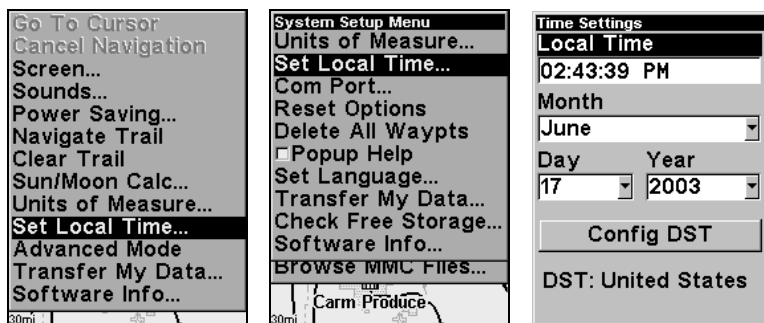 Go To Cursor
Cancel Navigation
Screen...
Sounds...
Power Saving...
Navigate Trail
Clear Trail
Sun/Moon Calc...
Units of Measure...
Set Local Time...
Advanced Mode
Transfer My Data...
Software Info...
30mi
System Setup Menu
Units of Measure...
Set Local Time...
Com Port...
Reset Options
Delete All Waypts
Popup Help
Set Language...
Transfer My Data...
Check Free Storage...
Software Info...
Browse MMC Files...
Carm Produce
30mi
Time Settings
Local Time
02:43:39 PM
Month
June
Day Year
17 2003
Config DST
DST: United States